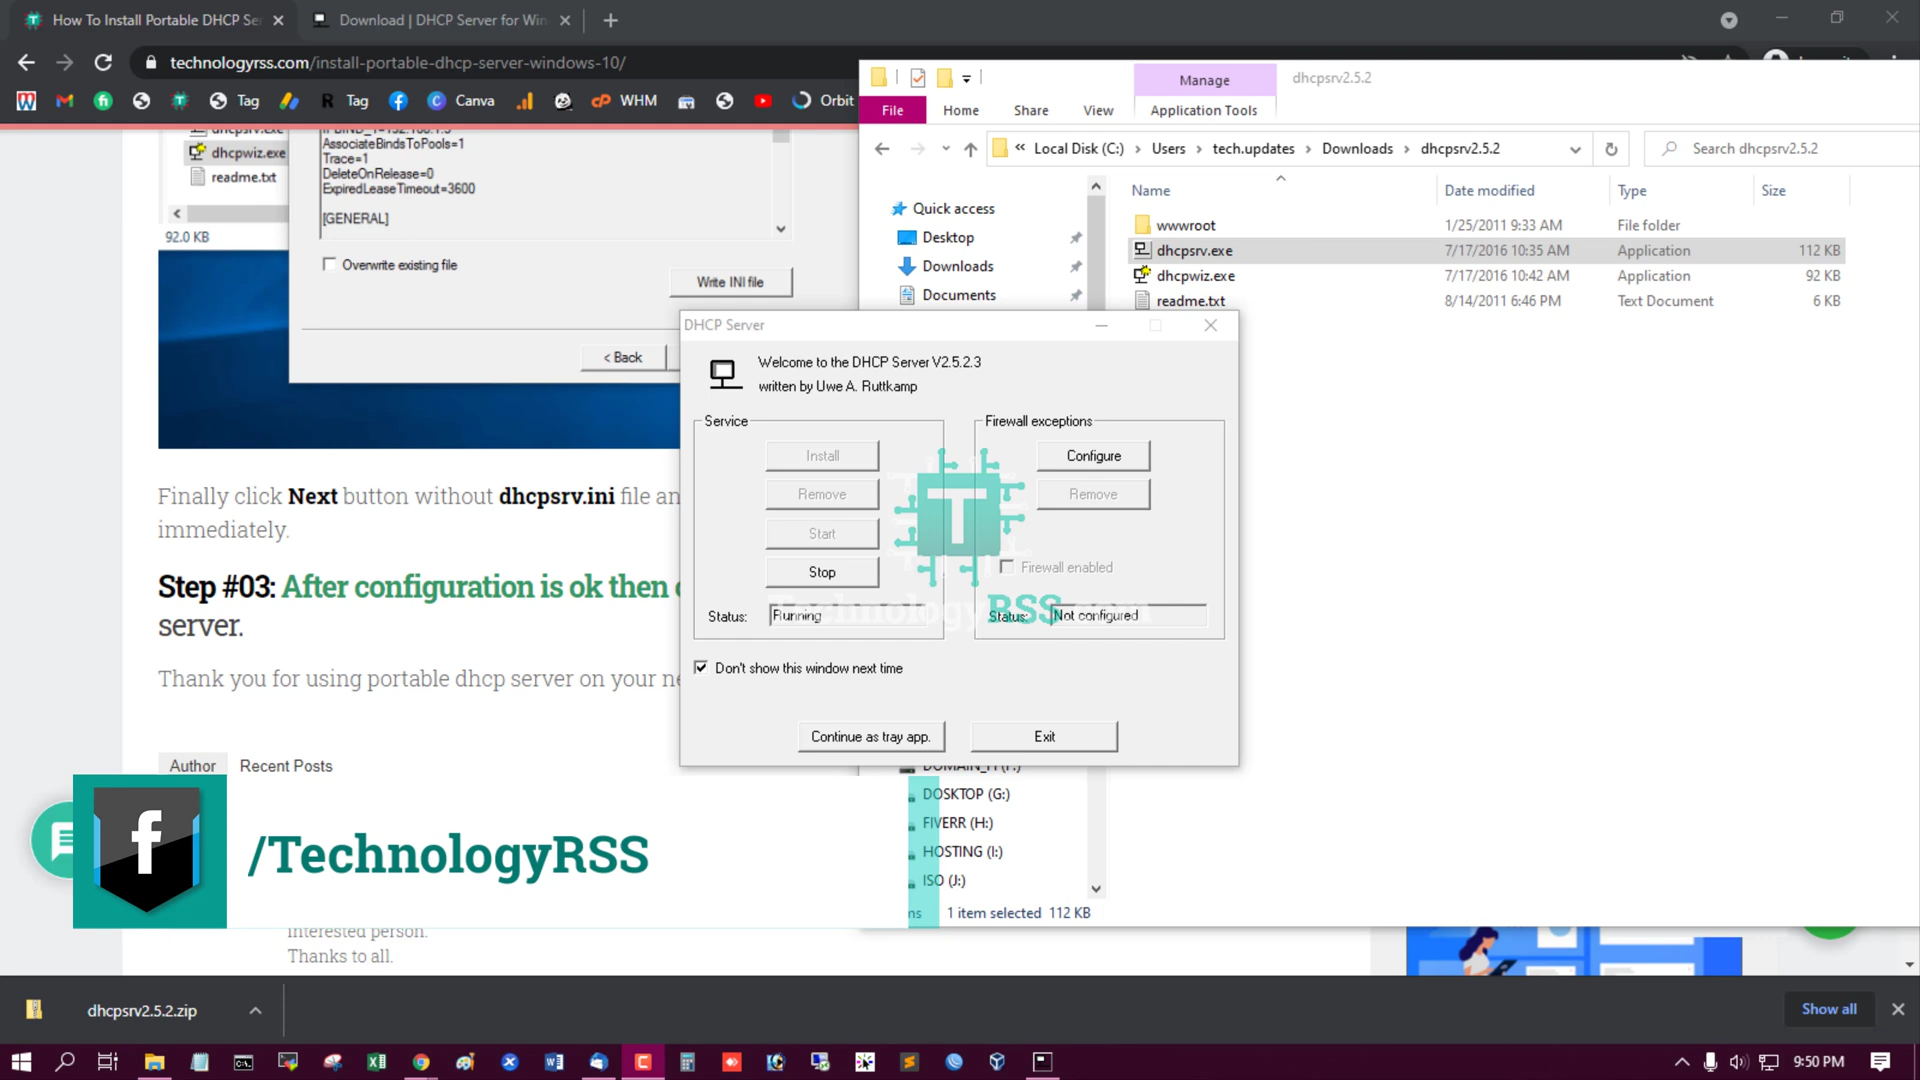 How To Install Portable DHCP Se
Download | DHCP Server for Win
technologyrss.com/install-portable-dhcp-server-windows-10/
Tag
Tag
Canva
WHM
Orbit
dhcpwiz.exe
readme.txt
92.0 KB
AssociateBindsToPools=1
Trace=1
DeleteOnRelease=0
ExpiredLeaseTimeout=3600
[GENERAL]
Overwrite existing file
Write INI file
< Back
Finally click Next button without dhcpsrv.ini file an
immediately.
Step #03: After configuration is ok then
server.
Thank you for using portable dhcp server on your ne
Author
Recent Posts
/TechnologyRSS
interested person.
Thanks to all.
Manage
dhcpsrv2.5.2
File
Home
Share
View
Application Tools
« Local Disk (C:) › Users › tech.updates › Downloads › dhcpsrv2.5.2
Search dhcpsrv2.5.2
Name
Date modified
Type
Size
Quick access
Desktop
Downloads
Documents
wwwroot 1/25/2011 9:33 AM File folder
dhcpsrv.exe 7/17/2016 10:35 AM Application 112 KB
dhcpwiz.exe 7/17/2016 10:42 AM Application 92 KB
readme.txt 8/14/2011 6:46 PM Text Document 6 KB
DHCP Server
Welcome to the DHCP Server V2.5.2.3
written by Uwe A. Ruttkamp
Service
Install
Remove
Start
Stop
Status: Running
Firewall exceptions
Configure
Remove
Firewall enabled
Status: Not configured
TechnologyRSS.com
Don't show this window next time
Continue as tray app.
Exit
DOSKTOP (G:)
FIVERR (H:)
HOSTING (I:)
ISO (J:)
1 item selected 112 KB
dhcpsrv2.5.2.zip
Show all
9:50 PM